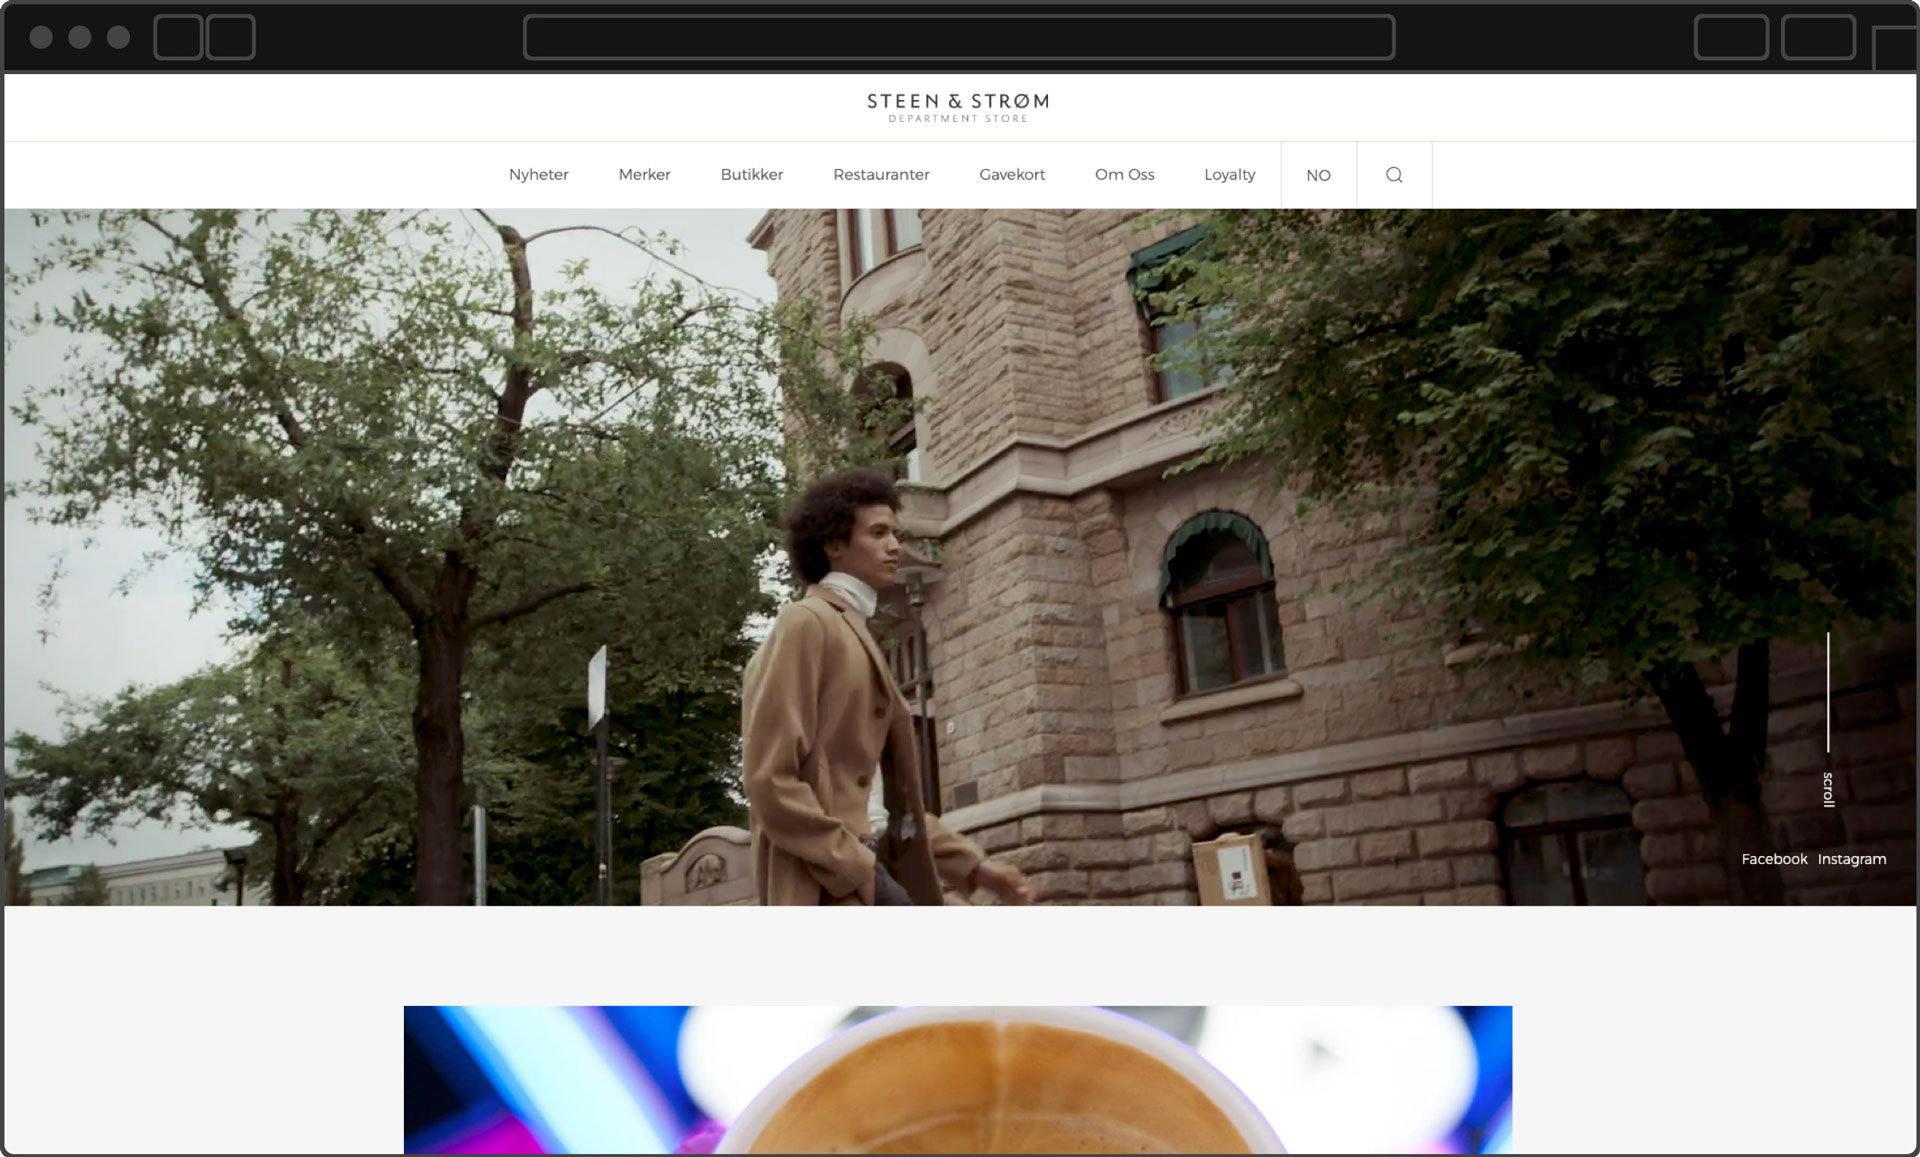 STEEN & STRØM
DEPARTMENT STORE
Nyheter Merker Butikker Restauranter Gavekort Om Oss Loyalty NO
scroll
Facebook Instagram